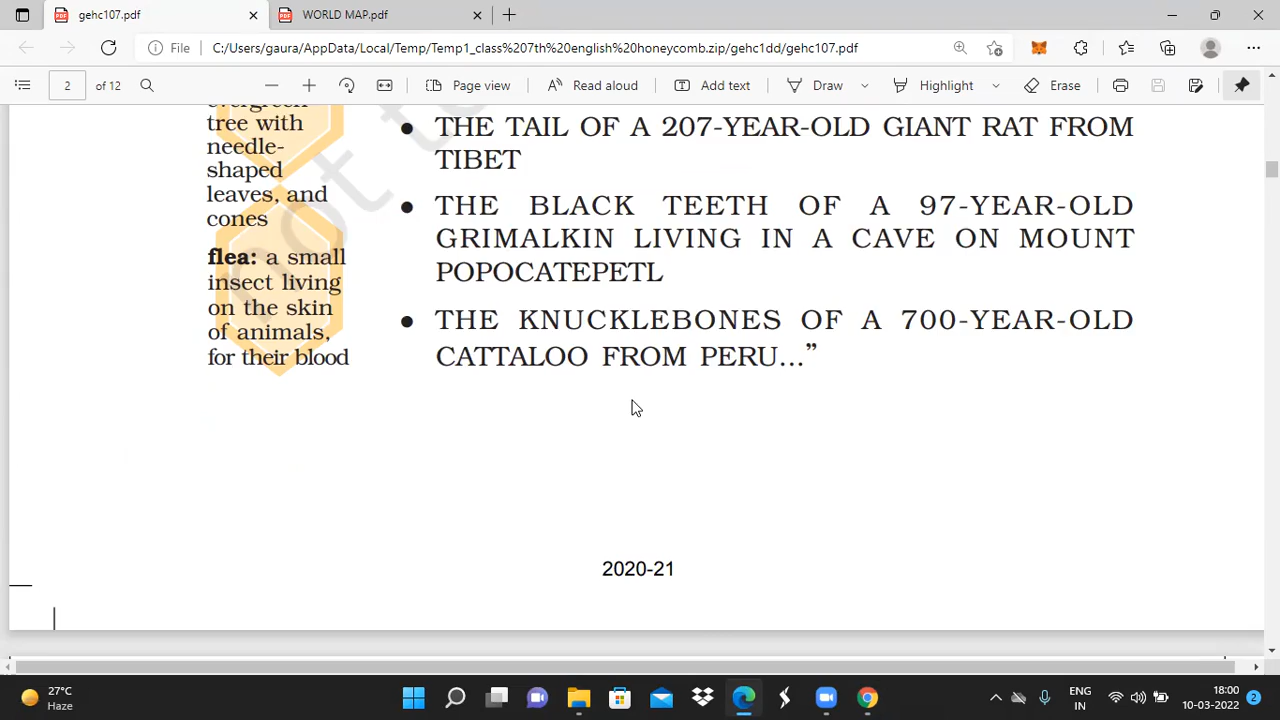 gehc107.pdf
WORLD MAP.pdf
File
C:/Users/gaura/AppData/Local/Temp/Temp1_class%207th%20english%20honeycomb.zip/gehc1dd/gehc107.pdf
2 of 12
Page view
Read aloud
Add text
Draw
Highlight
Erase
evergreen
tree with
needle-
shaped
leaves, and
cones
flea: a small
insect living
on the skin
of animals,
for their blood
not t
• THE TAIL OF A 207-YEAR-OLD GIANT RAT FROM
TIBET
• THE BLACK TEETH OF A 97-YEAR-OLD
GRIMALKIN LIVING IN A CAVE ON MOUNT
POPOCATEPETL
• THE KNUCKLEBONES OF A 700-YEAR-OLD
CATTALOO FROM PERU...”
2020-21
27°C
Haze
ENG
IN
18:00
10-03-2022
2